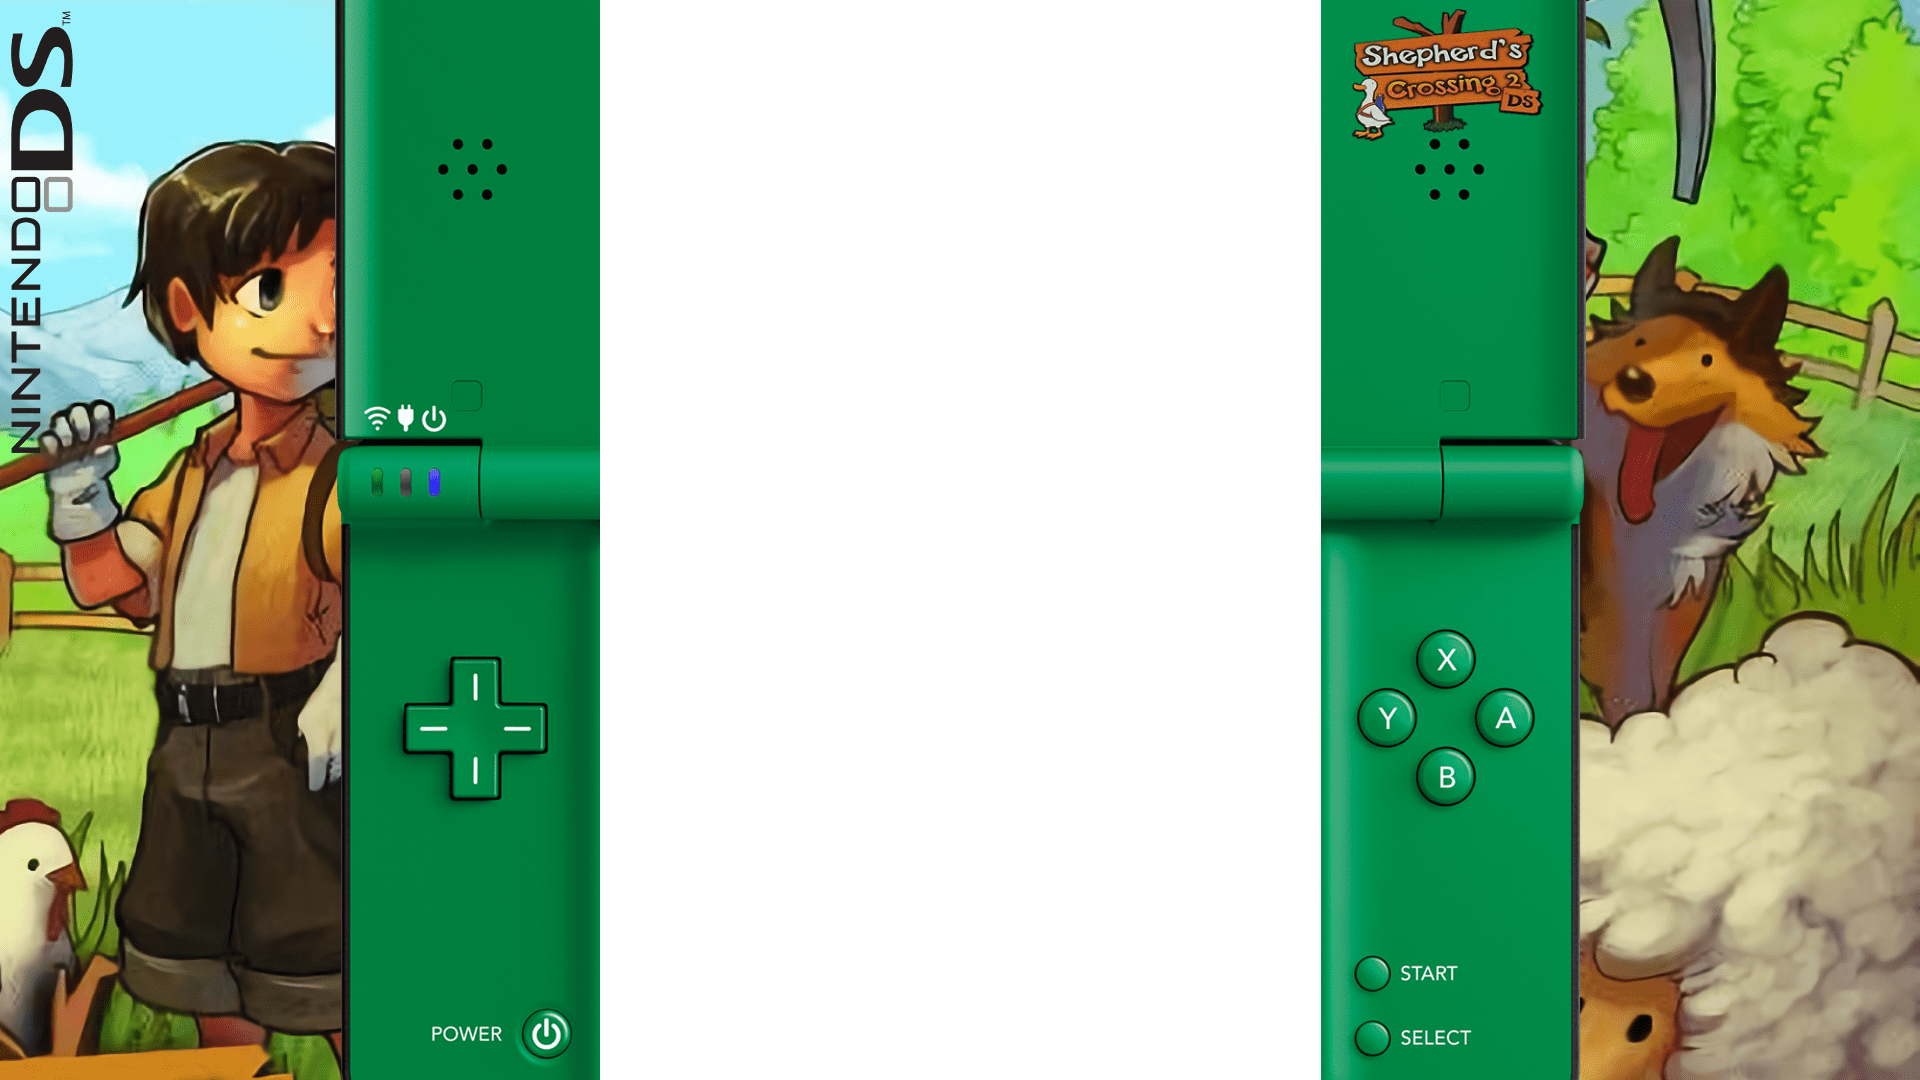 NINTENDO DS™
Shepherd's
Crossing 2
DS
X
Y
A
B
START
SELECT
POWER